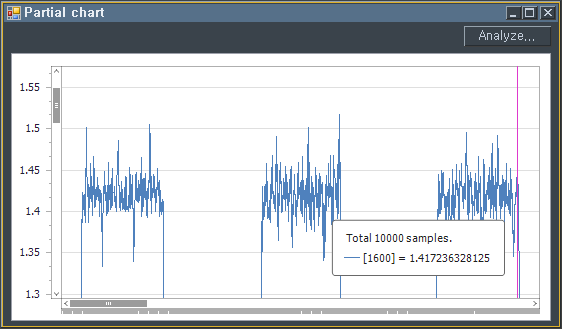 Partial chart
Analyze...
1.55
1.5
1.45
1.4
1.35
1.3
Total 10000 samples.
[1600] = 1.417236328125